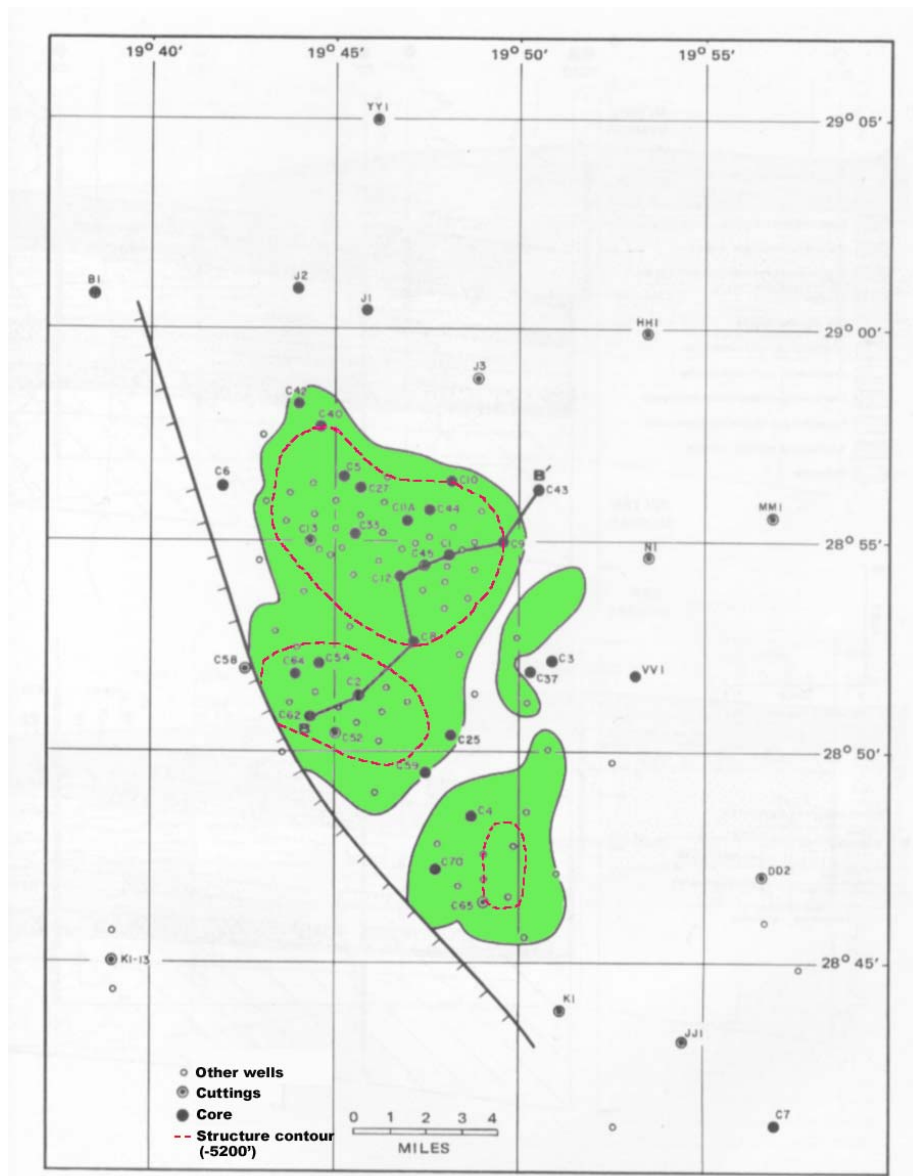 19° 40'
19° 45'
19° 50'
19° 55'
YY1
29° 05'
B1
J2
J1
29° 00'
HH1
J3
C42
C40
C6
C5
C27
C10
B'
C43
C11A
C44
MM1
C13
C33
C1
C9
28° 55'
N1
C45
C12
C8
C58
C64
C54
C3
C37
VV1
C2
C62
B
C52
C25
28° 50'
C59
C4
C70
DD2
C65
K1-13
28° 45'
K1
JJ1
Other wells
Cuttings
Core
C7
Structure contour
(-5200')
0 1 2 3 4
MILES